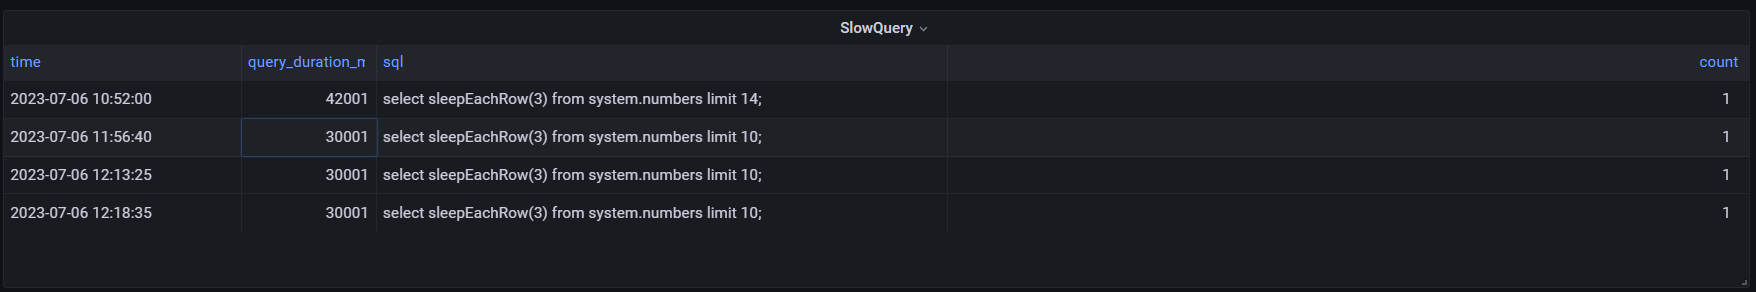 SlowQuery
time query_duration_m sql count
2023-07-06 10:52:00 42001 select sleepEachRow(3) from system.numbers limit 14; 1
2023-07-06 11:56:40 30001 select sleepEachRow(3) from system.numbers limit 10; 1
2023-07-06 12:13:25 30001 select sleepEachRow(3) from system.numbers limit 10; 1
2023-07-06 12:18:35 30001 select sleepEachRow(3) from system.numbers limit 10; 1